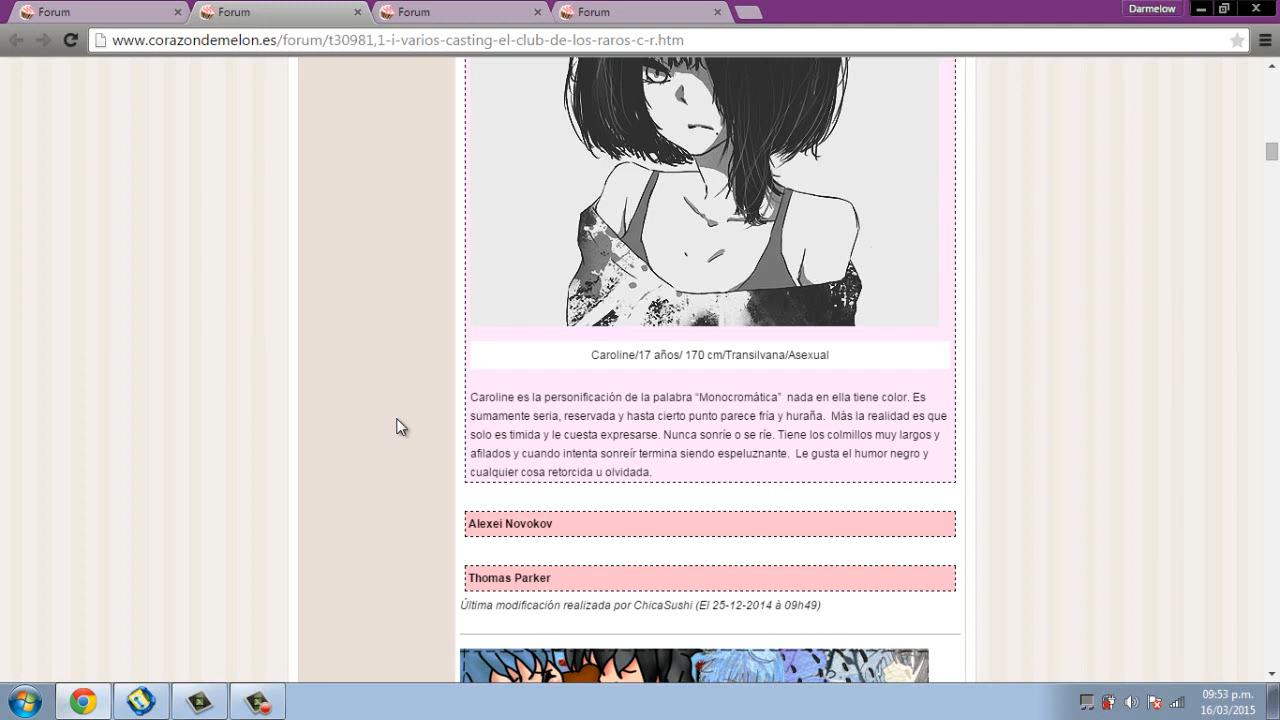 Forum
Forum
Forum
Forum
Darmelow
www.corazondemelon.es/forum/t30981,1-i-varios-casting-el-club-de-los-raros-c-r.htm
Caroline/17 años/ 170 cm/Transilvana/Asexual
Caroline es la personificación de la palabra “Monocromática”  nada en ella tiene color. Es
sumamente seria, reservada y hasta cierto punto parece fría y huraña.  Más la realidad es que
solo es timida y le cuesta expresarse. Nunca sonríe o se ríe. Tiene los colmillos muy largos y
afilados y cuando intenta sonreír termina siendo espeluznante.  Le gusta el humor negro y
cualquier cosa retorcida u olvidada.
Alexei Novokov
Thomas Parker
Última modificación realizada por ChicaSushi (El 25-12-2014 à 09h49)
09:53 p.m.
16/03/2015